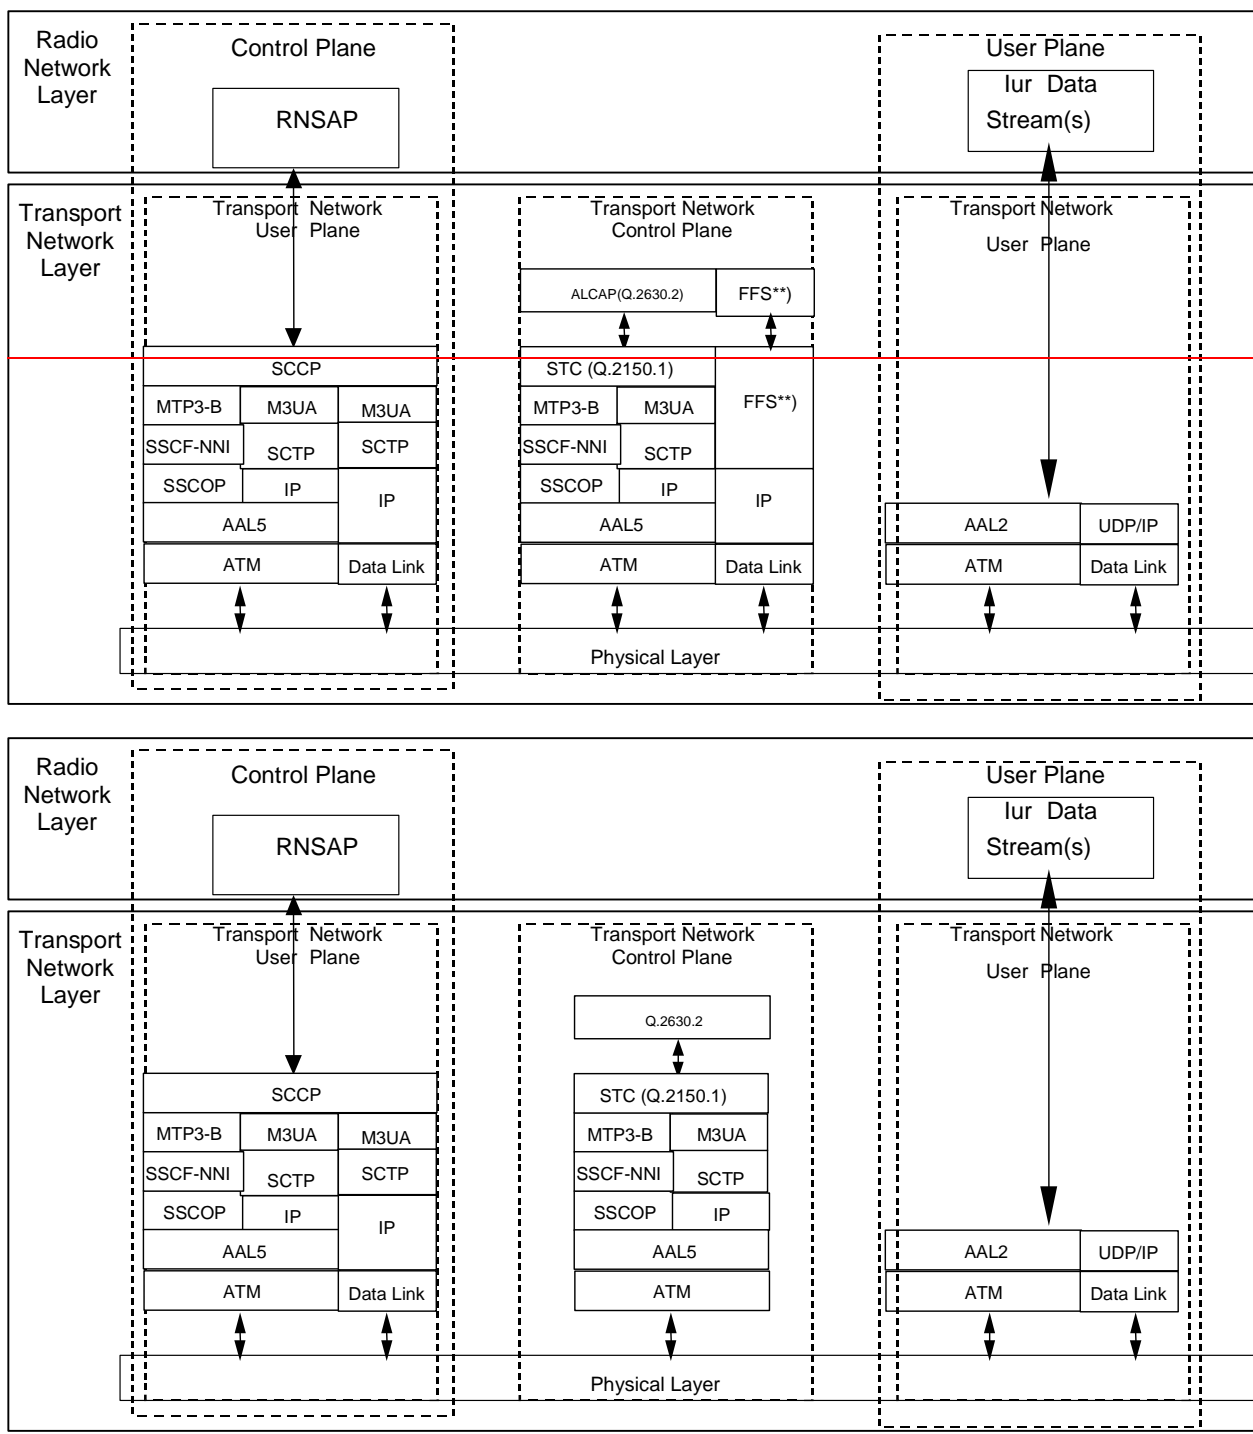 Radio
Network
Layer
Control Plane
RNSAP
User Plane
Iur Data
Stream(s)
Transport
Network
Layer
Transport Network
User Plane
Transport Network
Control Plane
Transport Network
User Plane
ALCAP(Q.2630.2)
FFS**)
SCCP
STC (Q.2150.1)
MTP3-B
M3UA
M3UA
MTP3-B
M3UA
FFS**)
SSCF-NNI
SCTP
SCTP
SSCF-NNI
SCTP
SSCOP
IP
IP
SSCOP
IP
IP
AAL5
AAL5
AAL2
UDP/IP
ATM
Data Link
ATM
Data Link
ATM
Data Link
Physical Layer
Radio
Network
Layer
Control Plane
RNSAP
User Plane
Iur Data
Stream(s)
Transport
Network
Layer
Transport Network
User Plane
Transport Network
Control Plane
Transport Network
User Plane
Q.2630.2
SCCP
STC (Q.2150.1)
MTP3-B
M3UA
M3UA
MTP3-B
M3UA
SSCF-NNI
SCTP
SCTP
SSCF-NNI
SCTP
SSCOP
IP
IP
SSCOP
IP
AAL5
AAL5
AAL2
UDP/IP
ATM
Data Link
ATM
ATM
Data Link
Physical Layer